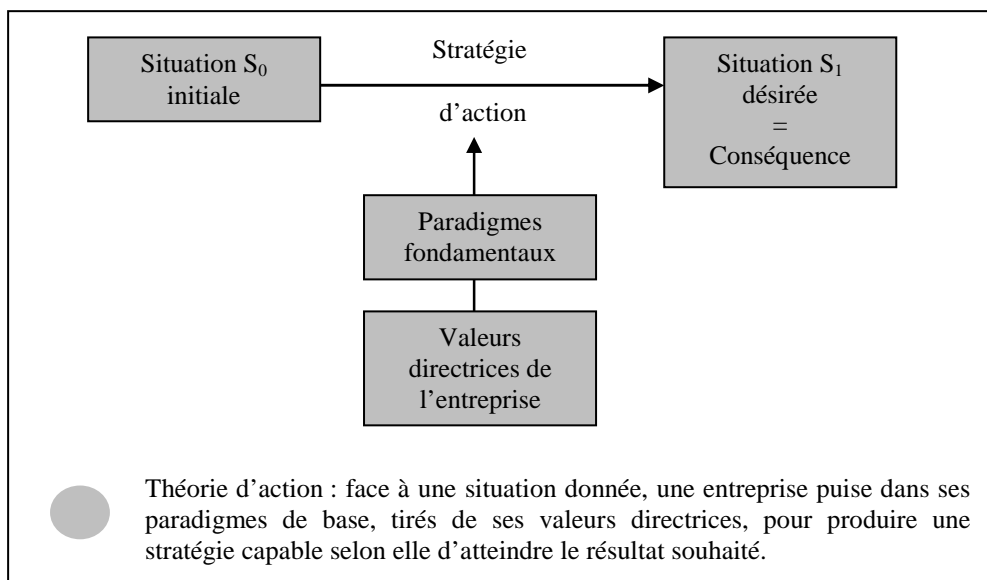 Situation S₀
initiale
Stratégie
d’action
Situation S₁
désirée
=
Conséquence
Paradigmes
fondamentaux
Valeurs
directrices de
l’entreprise
Théorie d’action : face à une situation donnée, une entreprise puise dans ses
paradigmes de base, tirés de ses valeurs directrices, pour produire une
stratégie capable selon elle d’atteindre le résultat souhaité.